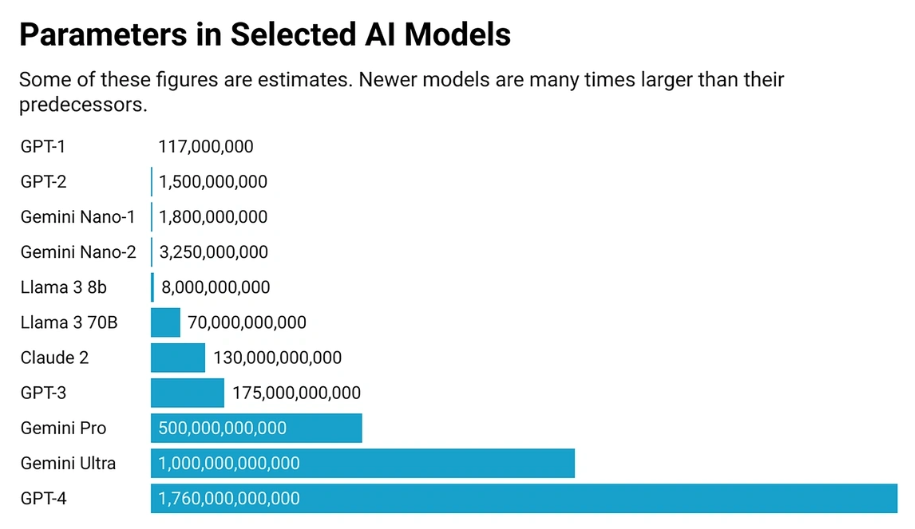 Parameters in Selected AI Models
Some of these figures are estimates. Newer models are many times larger than their
predecessors.
GPT-1 117,000,000
GPT-2 1,500,000,000
Gemini Nano-1 1,800,000,000
Gemini Nano-2 3,250,000,000
Llama 3 8b 8,000,000,000
Llama 3 70B 70,000,000,000
Claude 2 130,000,000,000
GPT-3 175,000,000,000
Gemini Pro 500,000,000,000
Gemini Ultra 1,000,000,000,000
GPT-4 1,760,000,000,000